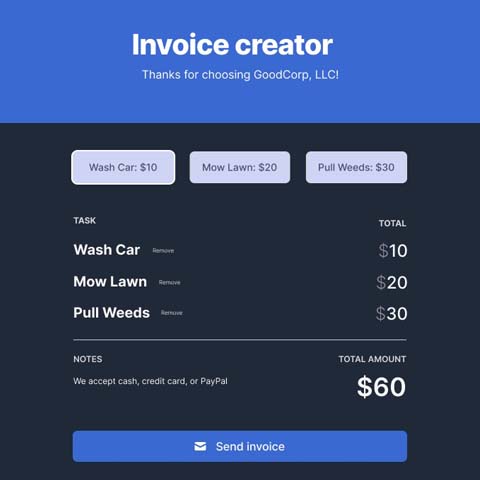 Invoice creator
Thanks for choosing GoodCorp, LLC!
Wash Car: $10 Mow Lawn: $20 Pull Weeds: $30
TASK TOTAL
Wash Car Remove $10
Mow Lawn Remove $20
Pull Weeds Remove $30
NOTES TOTAL AMOUNT
We accept cash, credit card, or PayPal $60
Send invoice